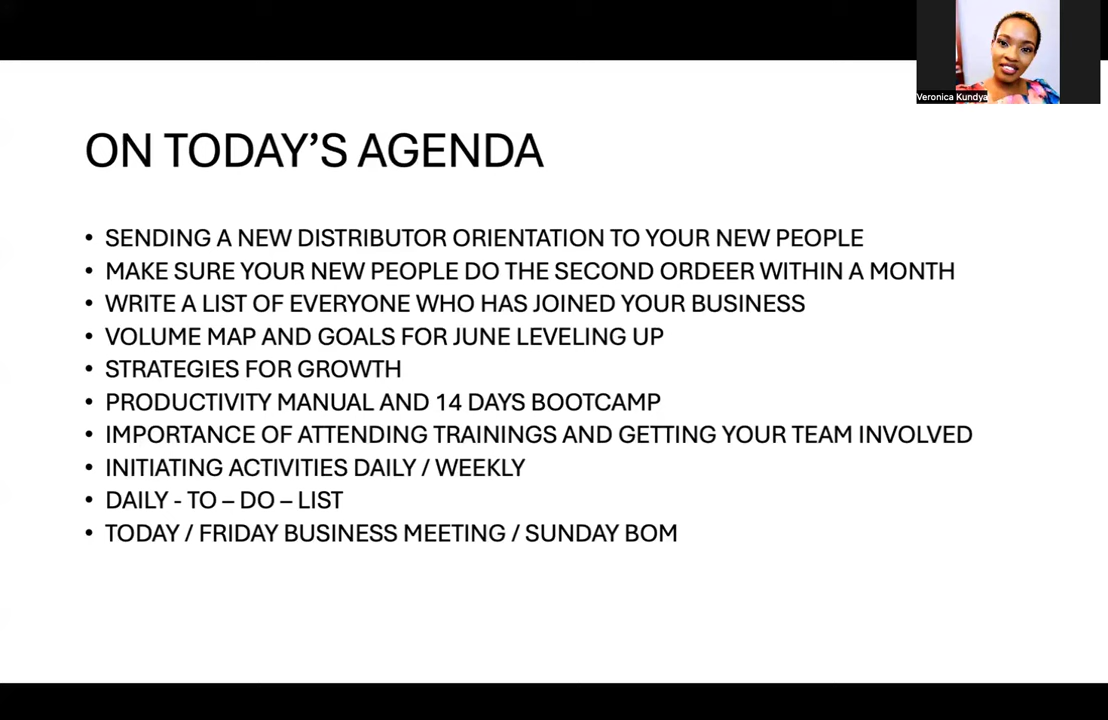 Veronica Kundya
ON TODAY’S AGENDA
• SENDING A NEW DISTRIBUTOR ORIENTATION TO YOUR NEW PEOPLE
• MAKE SURE YOUR NEW PEOPLE DO THE SECOND ORDEER WITHIN A MONTH
• WRITE A LIST OF EVERYONE WHO HAS JOINED YOUR BUSINESS
• VOLUME MAP AND GOALS FOR JUNE LEVELING UP
• STRATEGIES FOR GROWTH
• PRODUCTIVITY MANUAL AND 14 DAYS BOOTCAMP
• IMPORTANCE OF ATTENDING TRAININGS AND GETTING YOUR TEAM INVOLVED
• INITIATING ACTIVITIES DAILY / WEEKLY
• DAILY - TO – DO – LIST
• TODAY / FRIDAY BUSINESS MEETING / SUNDAY BOM